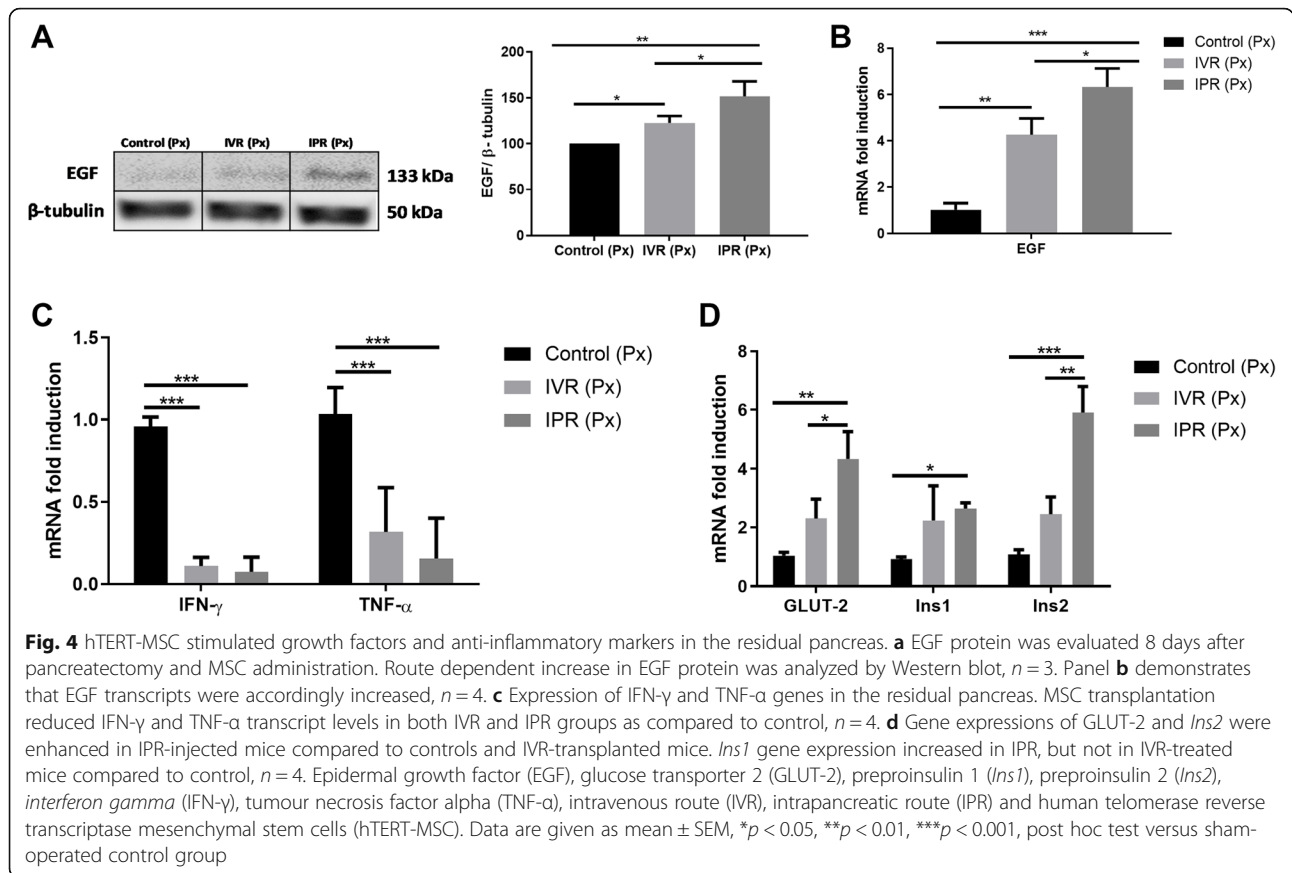 A
Control (Px) IVR (Px) IPR (Px)
EGF 133 kDa
β-tubulin 50 kDa
EGF/ β- tubulin
200
150
100
50
0
**
*
*
Control (Px) IVR (Px) IPR (Px)
B
mRNA fold induction
8
6
4
2
0
***
*
**
EGF
Control (Px)
IVR (Px)
IPR (Px)
C
mRNA fold induction
1.5
1.0
0.5
0.0
***
***
***
***
IFN-γ TNF-α
Control (Px)
IVR (Px)
IPR (Px)
D
mRNA fold induction
8
6
4
2
0
**
*
*
***
**
GLUT-2 Ins1 Ins2
Control (Px)
IVR (Px)
IPR (Px)
Fig. 4 hTERT-MSC stimulated growth factors and anti-inflammatory markers in the residual pancreas. a EGF protein was evaluated 8 days after
pancreatectomy and MSC administration. Route dependent increase in EGF protein was analyzed by Western blot, n = 3. Panel b demonstrates
that EGF transcripts were accordingly increased, n = 4. c Expression of IFN-γ and TNF-α genes in the residual pancreas. MSC transplantation
reduced IFN-γ and TNF-α transcript levels in both IVR and IPR groups as compared to control, n = 4. d Gene expressions of GLUT-2 and Ins2 were
enhanced in IPR-injected mice compared to controls and IVR-transplanted mice. Ins1 gene expression increased in IPR, but not in IVR-treated
mice compared to control, n = 4. Epidermal growth factor (EGF), glucose transporter 2 (GLUT-2), preproinsulin 1 (Ins1), preproinsulin 2 (Ins2),
interferon gamma (IFN-γ), tumour necrosis factor alpha (TNF-α), intravenous route (IVR), intrapancreatic route (IPR) and human telomerase reverse
transcriptase mesenchymal stem cells (hTERT-MSC). Data are given as mean ± SEM, *p < 0.05, **p < 0.01, ***p < 0.001, post hoc test versus sham-
operated control group